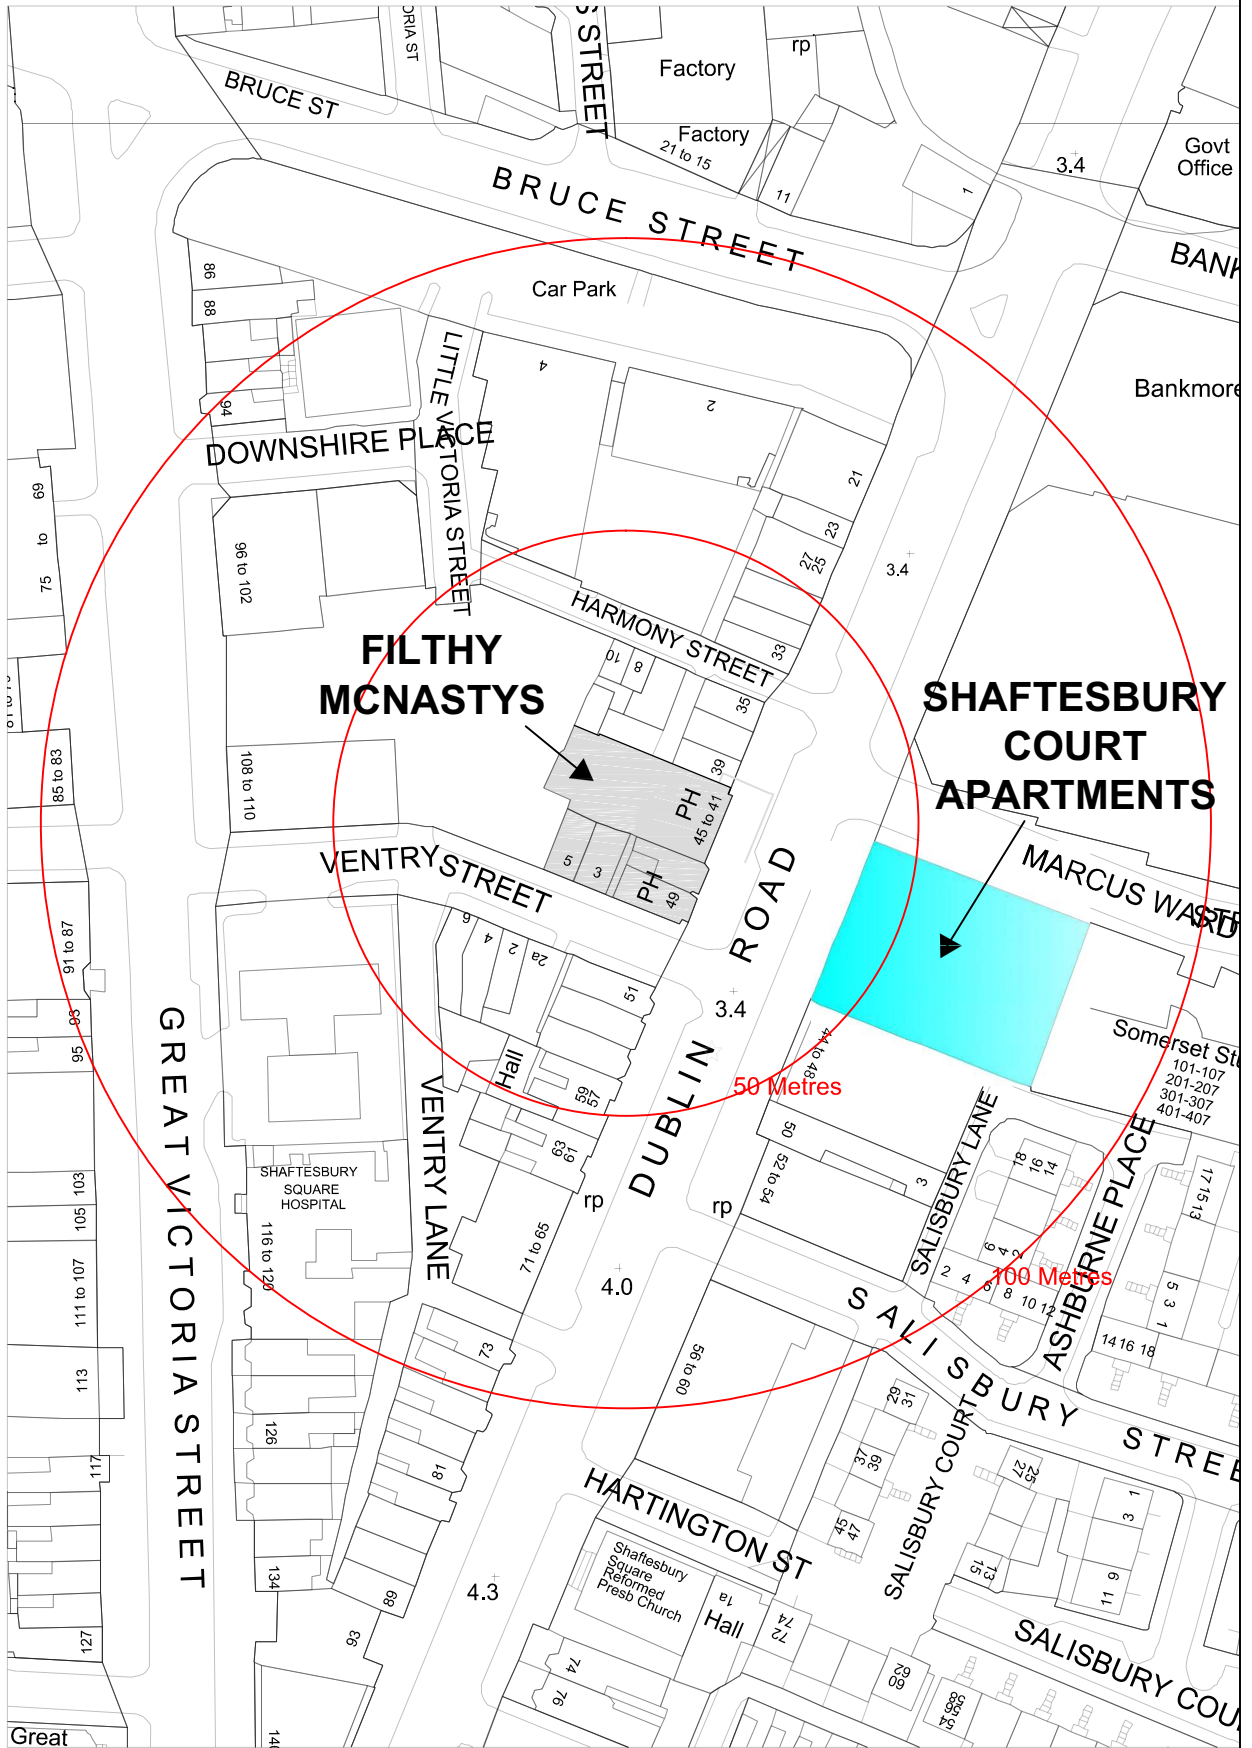 ORIA ST
S STREET
rp
Factory
BRUCE ST
Factory
21 to 15
3.4
Govt
Office
11
1
BRUCE STREET
BANK
86
88
Car Park
LITTLE VICTORIA STREET
4
2
Bankmore
94
DOWNSHIRE PLACE
21
69
to
75
23
27
25
96 to 102
3.4
HARMONY STREET
33
FILTHY
MCNASTYS
10
8
35
SHAFTESBURY
COURT
APARTMENTS
85 to 83
108 to 110
39
PH
45 to 41
VENTRY STREET
5
3
PH
49
ROAD
MARCUS WARD
STR
6
4
2
2a
91 to 87
51
93
95
3.4
GREAT VICTORIA STREET
Hall
59
57
44 to 48
50 Metres
Somerset Stu
101-107
201-207
301-307
401-407
DUBLIN
VENTRY LANE
63
61
50
52 to 54
3
SALISBURY LANE
18
16
14
ASHBURNE PLACE
17 15 13
SHAFTESBURY
SQUARE
HOSPITAL
103
105
rp
rp
116 to 120
71 to 65
111 to 107
4.0
6
4
2
2
4
6
8
10 12
100 Metres
5
3
1
SALISBURY STREE
14 16 18
73
56 to 60
113
29
31
126
81
37
39
SALISBURY COURT
27
25
1
3
117
HARTINGTON ST
45
47
134
89
4.3
Shaftesbury
Square
Reformed
Presb Church
1a
Hall
74
72
15
13
9
11
127
93
74
76
62
60
SALISBURY COU
54
Great